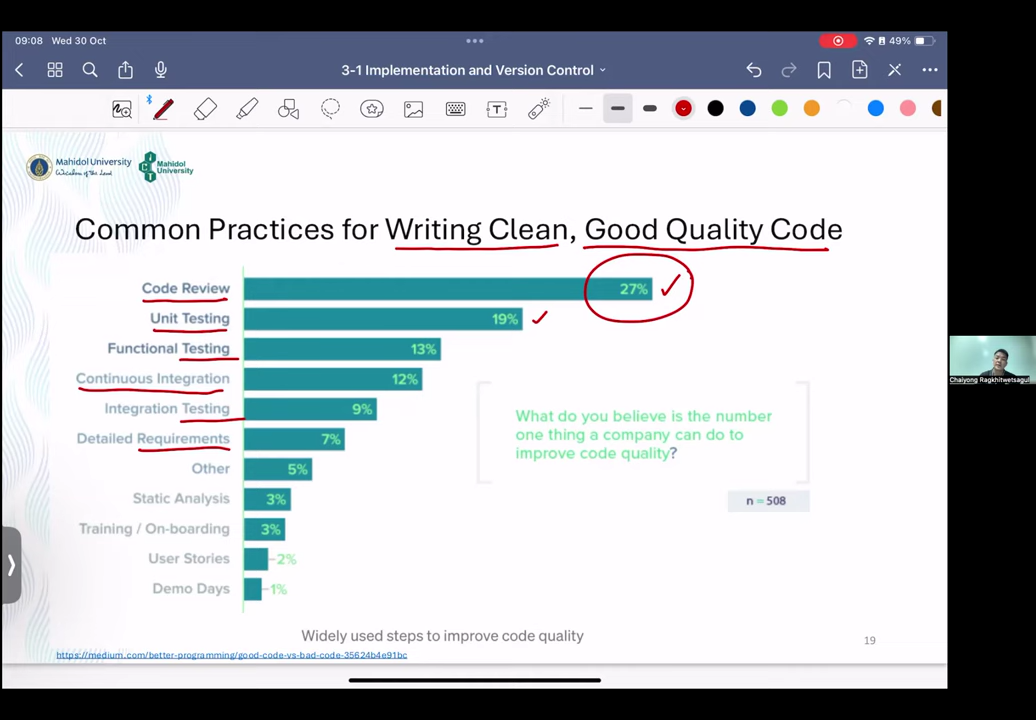 09:08 Wed 30 Oct
49%
3-1 Implementation and Version Control
T
Mahidol University
Wisdom of the Land
ICT
Mahidol
University
Common Practices for Writing Clean, Good Quality Code
Code Review 27%
Unit Testing 19%
Functional Testing 13%
Continuous Integration 12%
Integration Testing 9%
Detailed Requirements 7%
Other 5%
Static Analysis 3%
Training / On-boarding 3%
User Stories 2%
Demo Days 1%
What do you believe is the number
one thing a company can do to
improve code quality?
n = 508
Widely used steps to improve code quality
19
https://medium.com/better-programming/good-code-vs-bad-code-35624b4e91bc
Chaiyong Ragkhitwetsagul